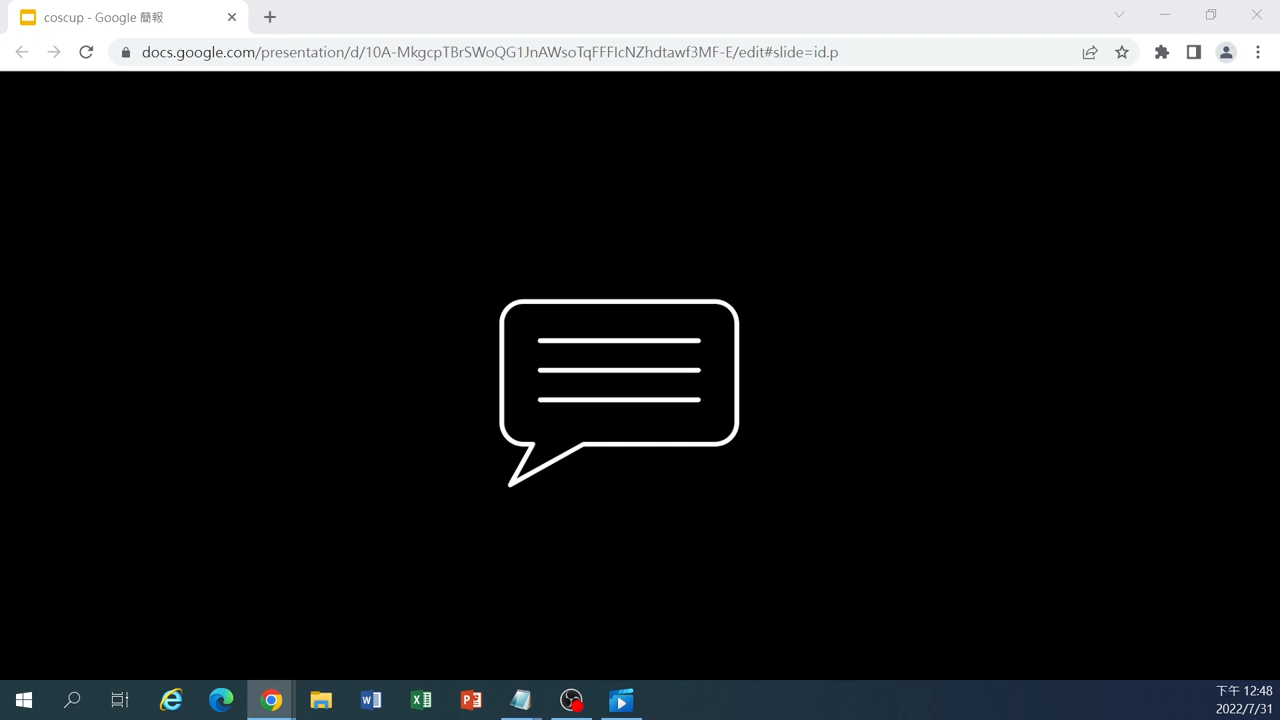 coscup - Google 簡報
docs.google.com/presentation/d/10A-MkgcpTBrSWoQG1JnAWsoTqFFFIcNZhdtawf3MF-E/edit#slide=id.p
下午 12:48
2022/7/31